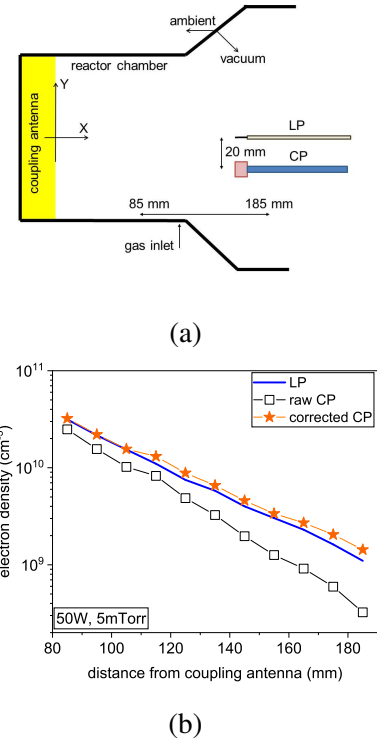 ambient
vacuum
reactor chamber
coupling antenna
Y
X
LP
20 mm
CP
85 mm
185 mm
gas inlet
(a)
10^11
10^10
10^9
electron density (cm
LP
raw CP
corrected CP
50W, 5mTorr
80 100 120 140 160 180
distance from coupling antenna (mm)
(b)